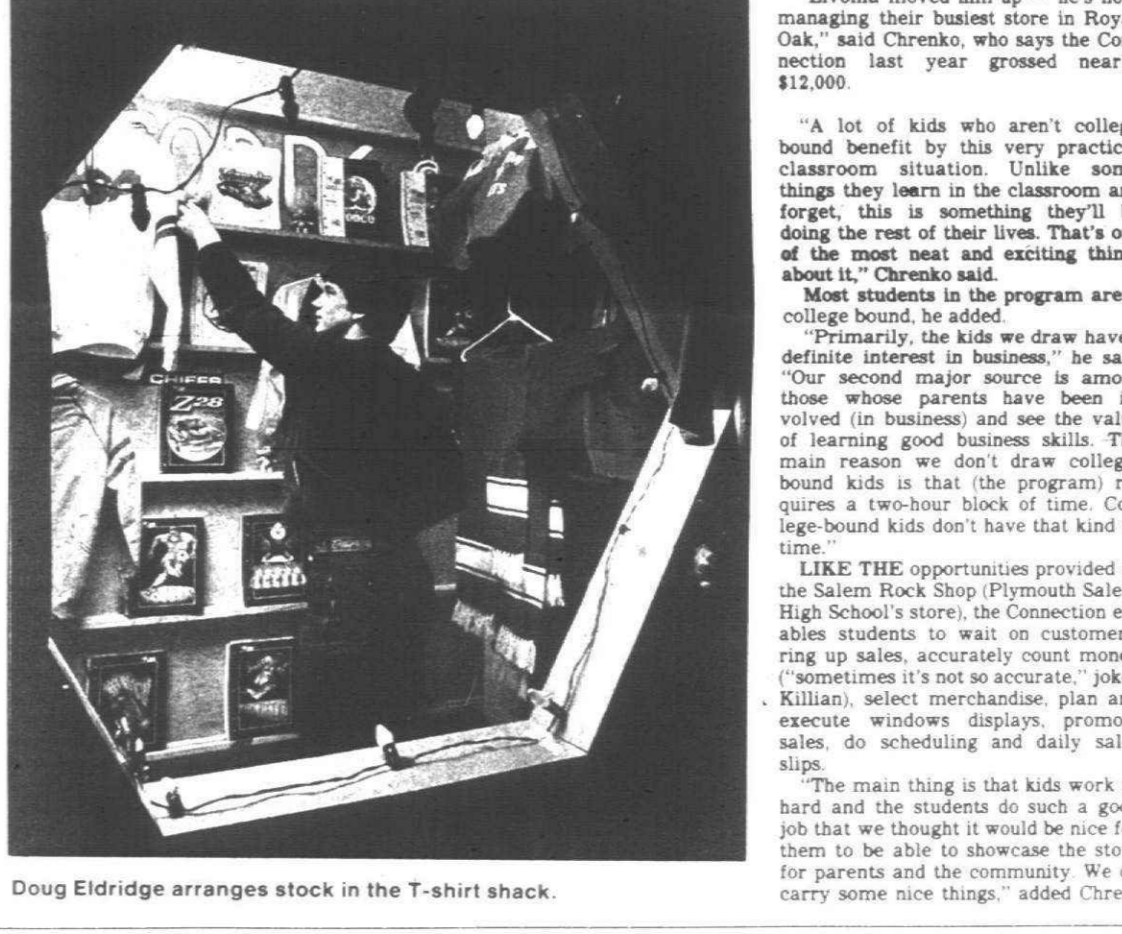 CHIEFS
Z28
Doug Eldridge arranges stock in the T-shirt shack.
managing their busiest store in Roy
Oak," said Chrenko, who says the Con
nection last year grossed near
$12,000.
"A lot of kids who aren't colleg
bound benefit by this very practic
classroom situation. Unlike som
things they learn in the classroom an
forget, this is something they'll b
doing the rest of their lives. That's on
of the most neat and exciting thin
about it," Chrenko said.
Most students in the program are
college bound, he added.
"Primarily, the kids we draw have
definite interest in business," he sa
"Our second major source is amo
those whose parents have been i
volved (in business) and see the val
of learning good business skills. Th
main reason we don't draw colleg
bound kids is that (the program) r
quires a two-hour block of time. Co
lege-bound kids don't have that kind
time."
LIKE THE opportunities provided
the Salem Rock Shop (Plymouth Sale
High School's store), the Connection e
ables students to wait on customer
ring up sales, accurately count mone
("sometimes it's not so accurate," jok
Killian), select merchandise, plan an
execute windows displays, promo
sales, do scheduling and daily sal
slips.
"The main thing is that kids work
hard and the students do such a goo
job that we thought it would be nice f
them to be able to showcase the sto
for parents and the community. We d
carry some nice things," added Chre